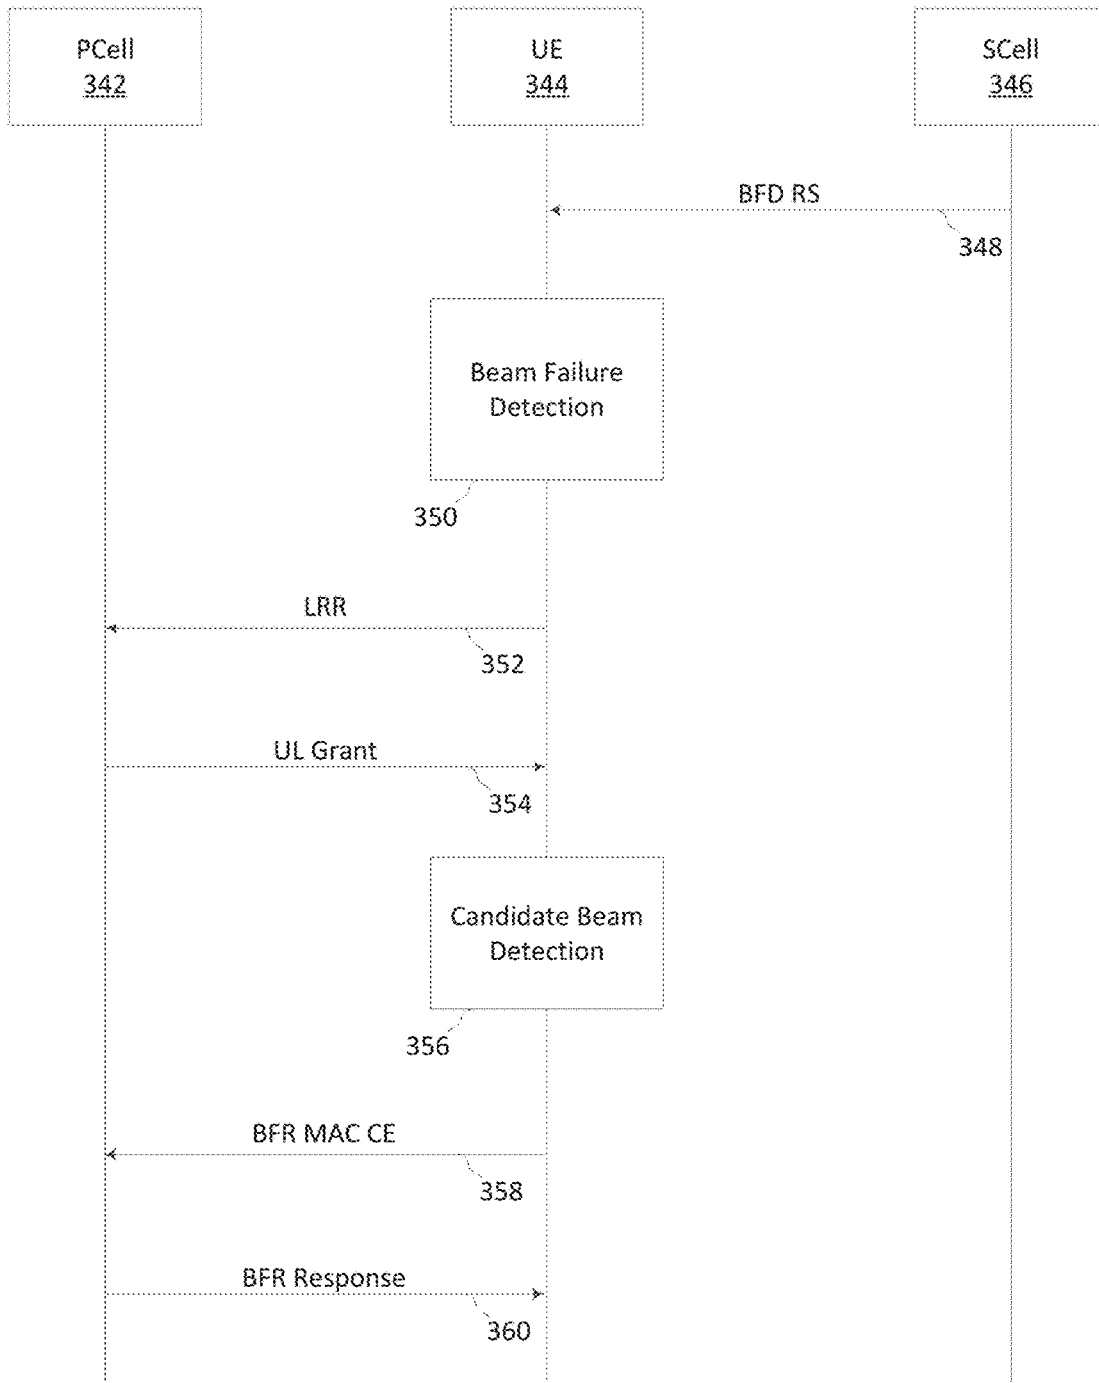 PCell
342
UE
344
SCell
346
BFD RS
348
Beam Failure
Detection
350
LRR
352
UL Grant
354
Candidate Beam
Detection
356
BFR MAC CE
358
BFR Response
360